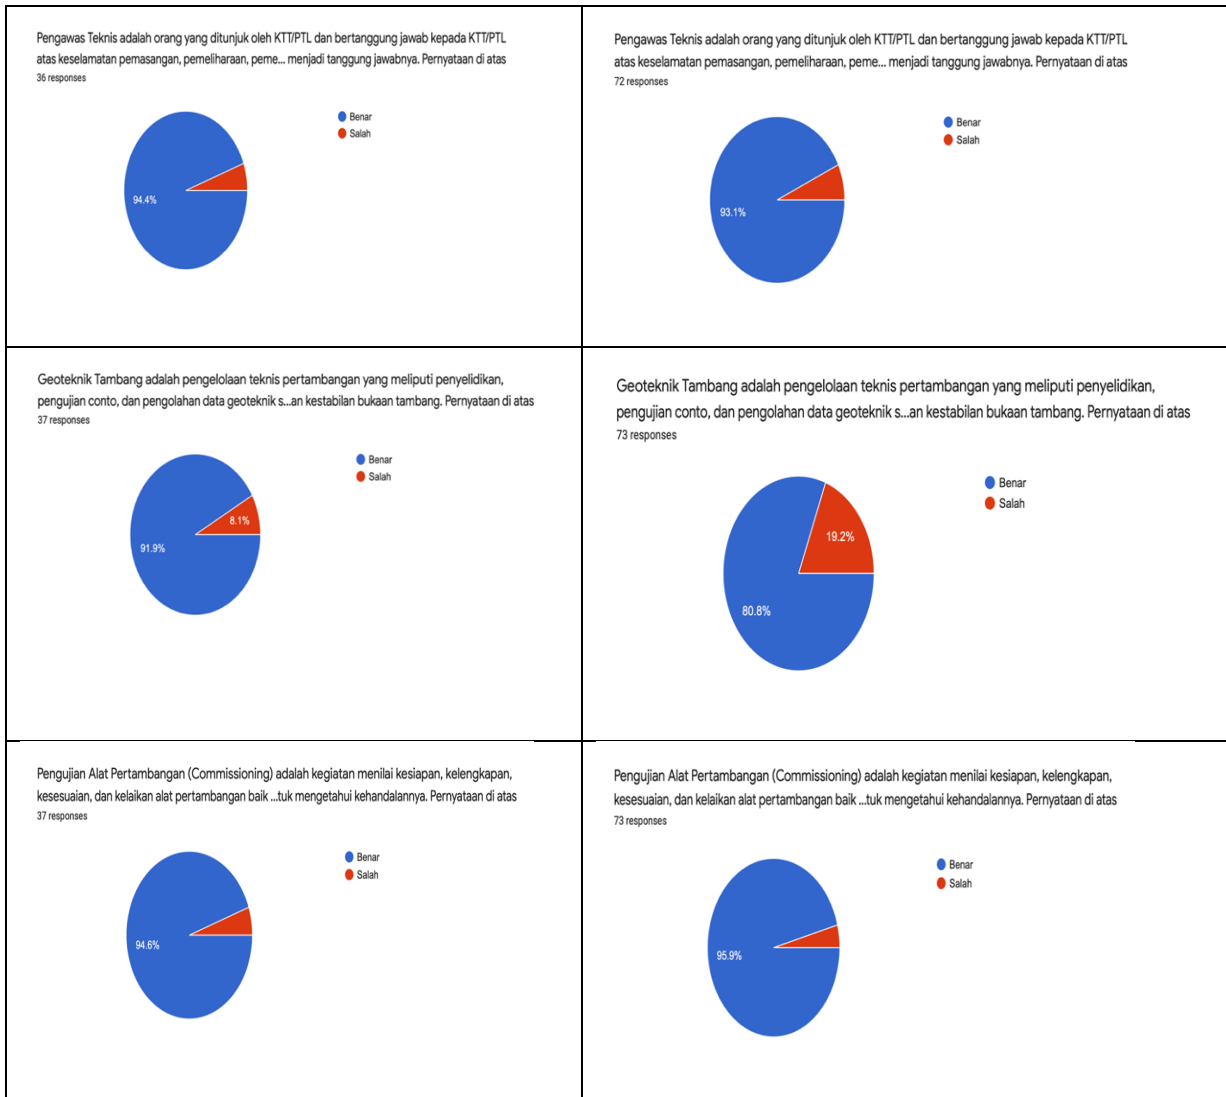 Pengawas Teknis adalah orang yang ditunjuk oleh KTT/PTL dan bertanggung jawab kepada KTT/PTL
atas keselamatan pemasangan, pemeliharaan, peme... menjadi tanggung jawabnya. Pernyataan di atas
36 responses
Benar
Salah
94.4%
Pengawas Teknis adalah orang yang ditunjuk oleh KTT/PTL dan bertanggung jawab kepada KTT/PTL
atas keselamatan pemasangan, pemeliharaan, peme... menjadi tanggung jawabnya. Pernyataan di atas
72 responses
Benar
Salah
93.1%
Geoteknik Tambang adalah pengelolaan teknis pertambangan yang meliputi penyelidikan,
pengujian conto, dan pengolahan data geoteknik s...an kestabilan bukaan tambang. Pernyataan di atas
37 responses
Benar
Salah
8.1%
91.9%
Geoteknik Tambang adalah pengelolaan teknis pertambangan yang meliputi penyelidikan,
pengujian conto, dan pengolahan data geoteknik s...an kestabilan bukaan tambang. Pernyataan di atas
73 responses
Benar
Salah
19.2%
80.8%
Pengujian Alat Pertambangan (Commissioning) adalah kegiatan menilai kesiapan, kelengkapan,
kesesuaian, dan kelaikan alat pertambangan baik ...tuk mengetahui kehandalannya. Pernyataan di atas
37 responses
Benar
Salah
94.6%
Pengujian Alat Pertambangan (Commissioning) adalah kegiatan menilai kesiapan, kelengkapan,
kesesuaian, dan kelaikan alat pertambangan baik ...tuk mengetahui kehandalannya. Pernyataan di atas
73 responses
Benar
Salah
95.9%